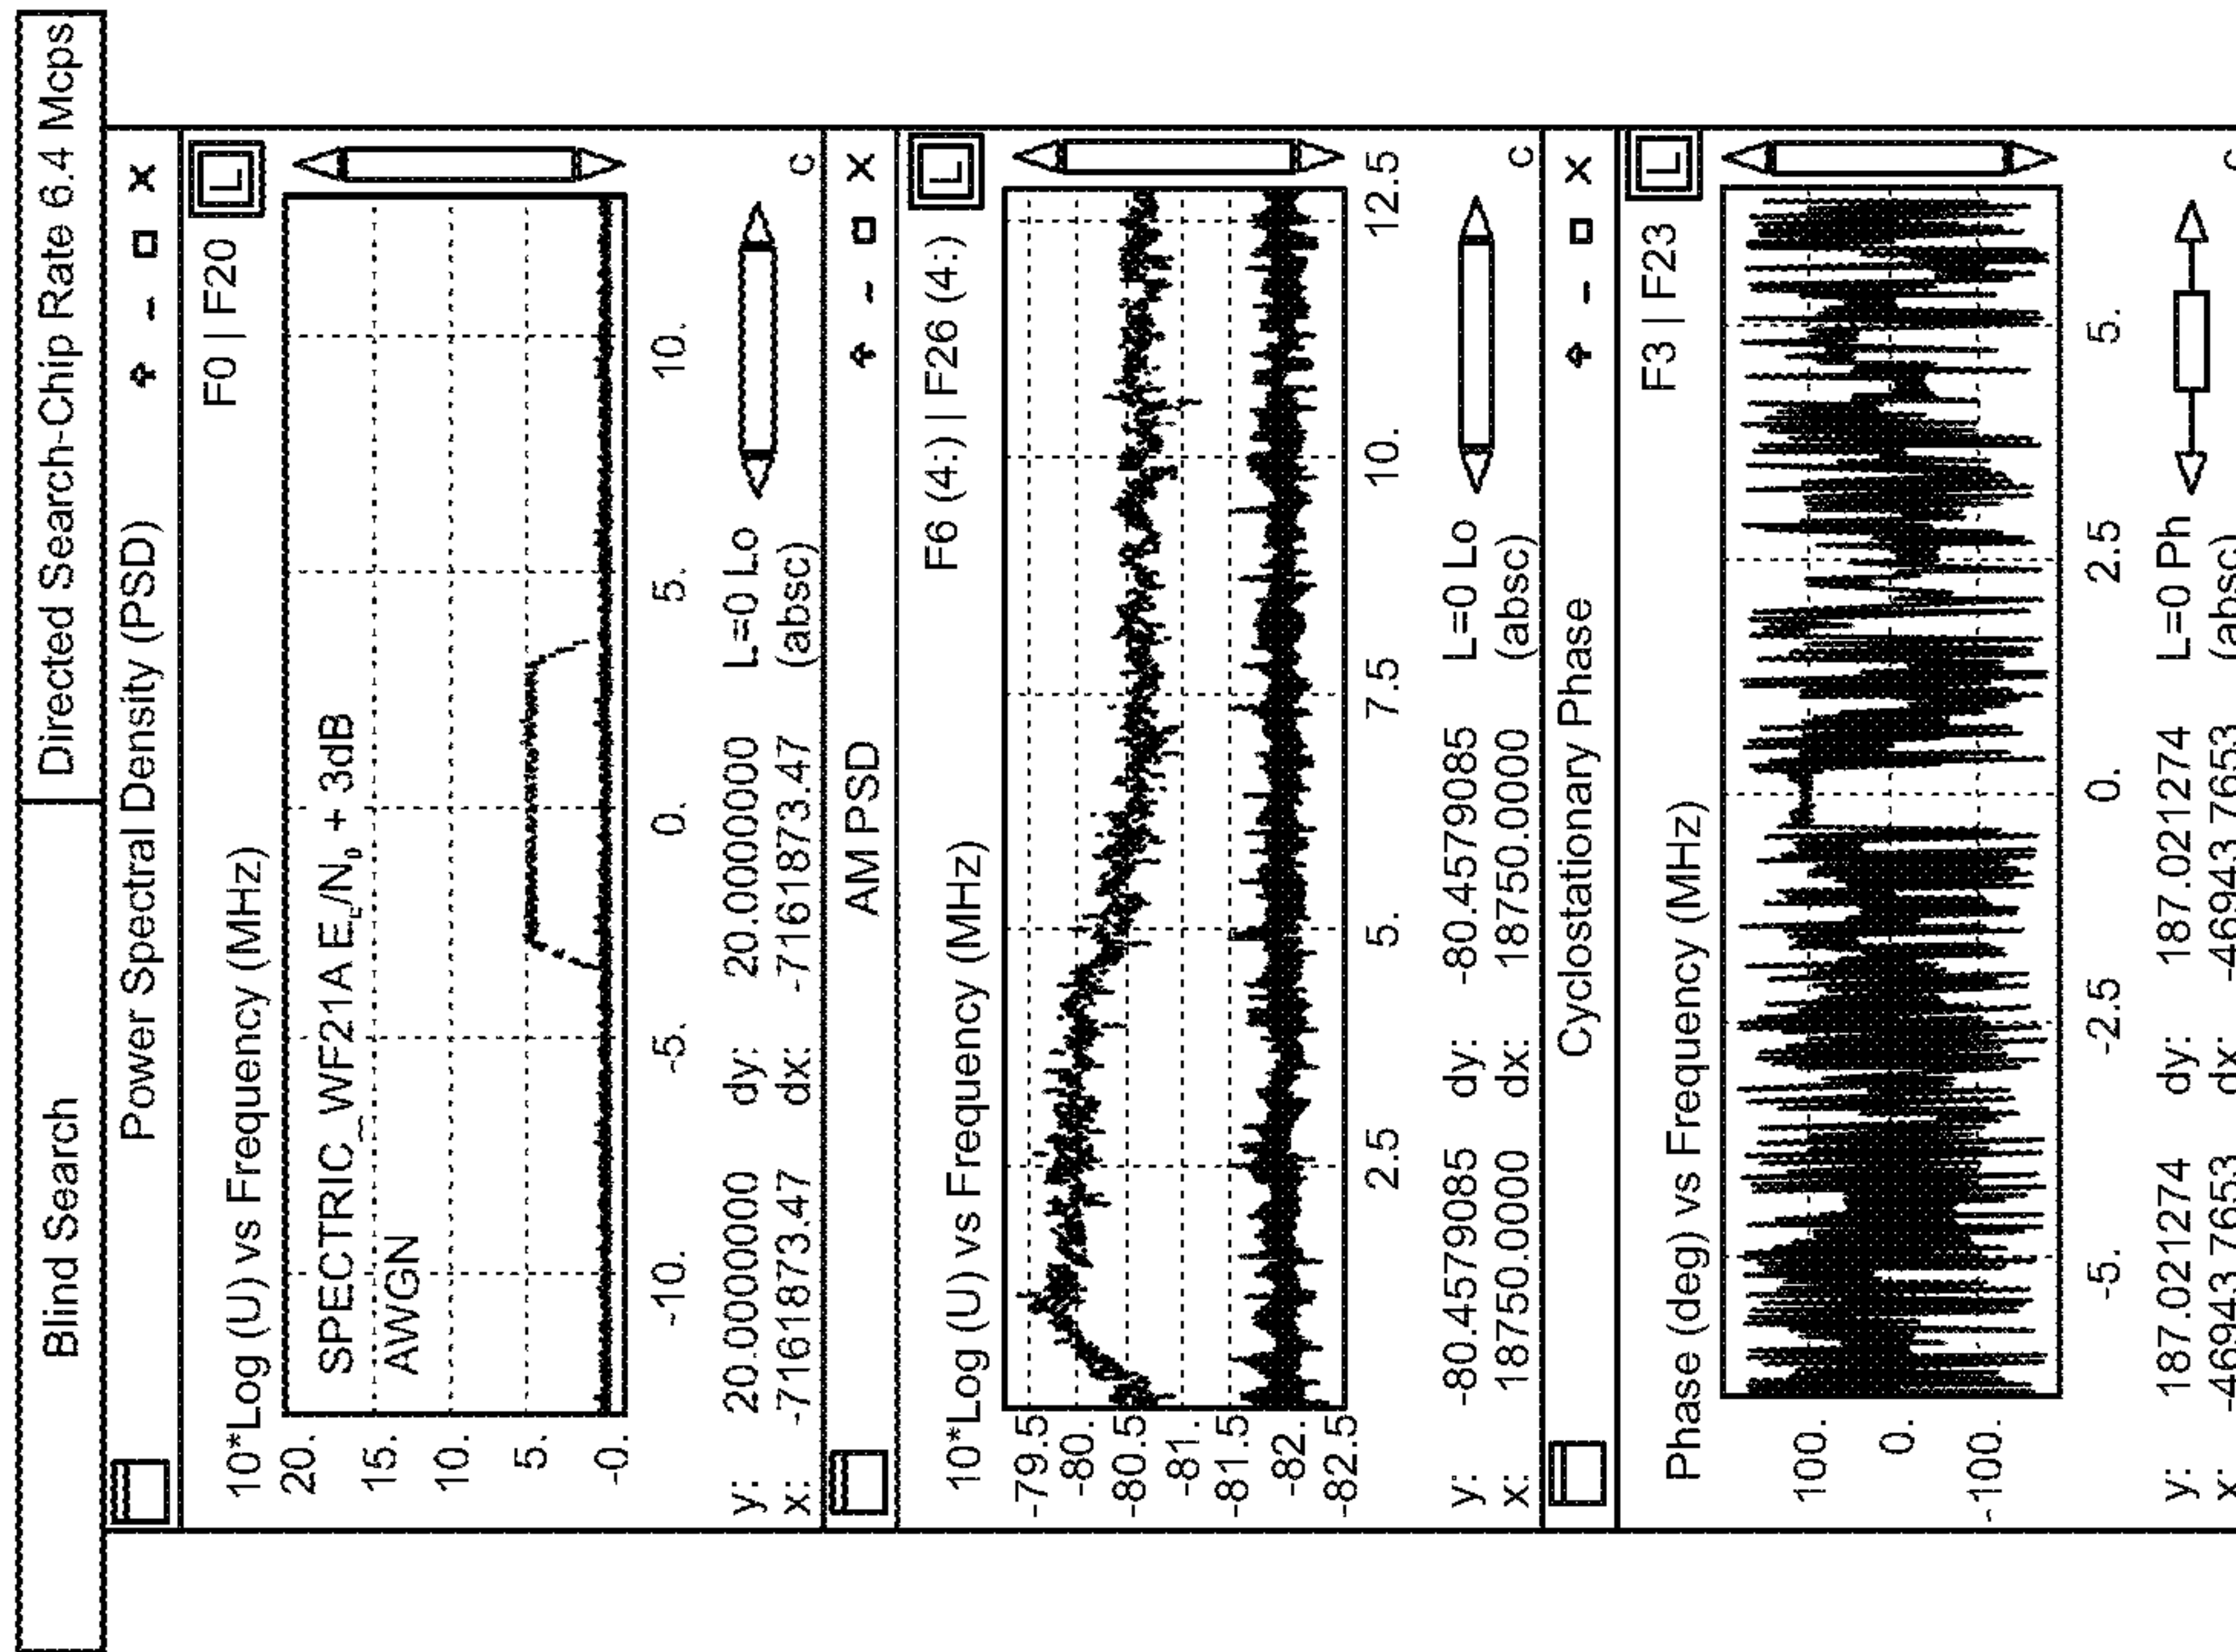 Blind Search
Directed Search-Chip Rate 6.4 Mcps
Power Spectral Density (PSD)
X
10*Log (U) vs Frequency (MHz)
F0 | F20
L
20.
15.
10.
5.
-0.
SPECTRIC_WF21A E /N + 3dB
AWGN
-10. -5. 0. 5. 10.
y: 20.0000000 dy: 20.0000000 L=0 Lo
x: -7161873.47 dx: -7161873.47 (absc) c
AM PSD
X
10*Log (U) vs Frequency (MHz)
F6 (4:) | F26 (4:)
L
-79.5
-80.
-80.5
-81.
-81.5
-82.
-82.5
2.5 5. 7.5 10. 12.5
y: -80.4579085 dy: -80.4579085 L=0 Lo
x: 18750.0000 dx: 18750.0000 (absc) c
Cyclostationary Phase
X
Phase (deg) vs Frequency (MHz)
F3 | F23
L
100.
0.
-100.
-5. -2.5 0. 2.5 5.
y: 187.021274 dy: 187.021274 L=0 Ph
x: -46943.7653 dx: -46943.7653 (absc) c